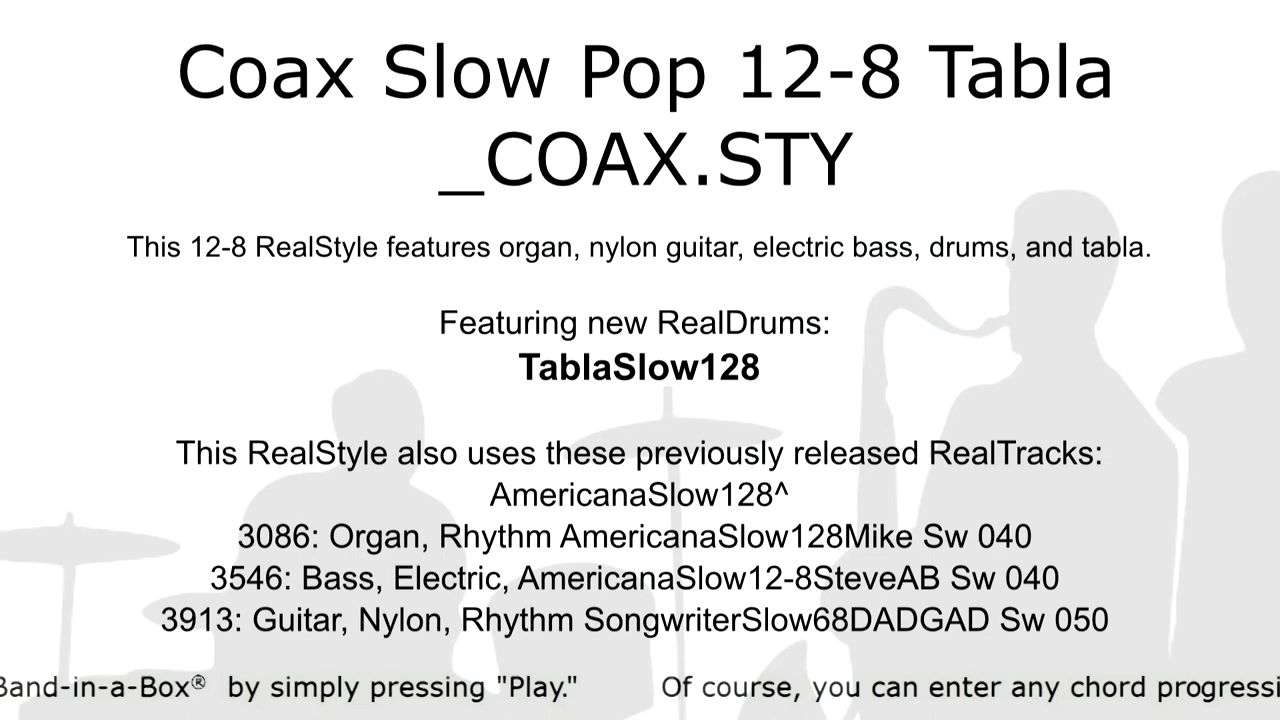 Coax Slow Pop 12-8 Tabla
_COAX.STY
This 12-8 RealStyle features organ, nylon guitar, electric bass, drums, and tabla.
Featuring new RealDrums:
TablaSlow128
This RealStyle also uses these previously released RealTracks:
AmericanaSlow128^
3086: Organ, Rhythm AmericanaSlow128Mike Sw 040
3546: Bass, Electric, AmericanaSlow12-8SteveAB Sw 040
3913: Guitar, Nylon, Rhythm SongwriterSlow68DADGAD Sw 050
Band-in-a-Box® by simply pressing "Play." Of course, you can enter any chord progressi